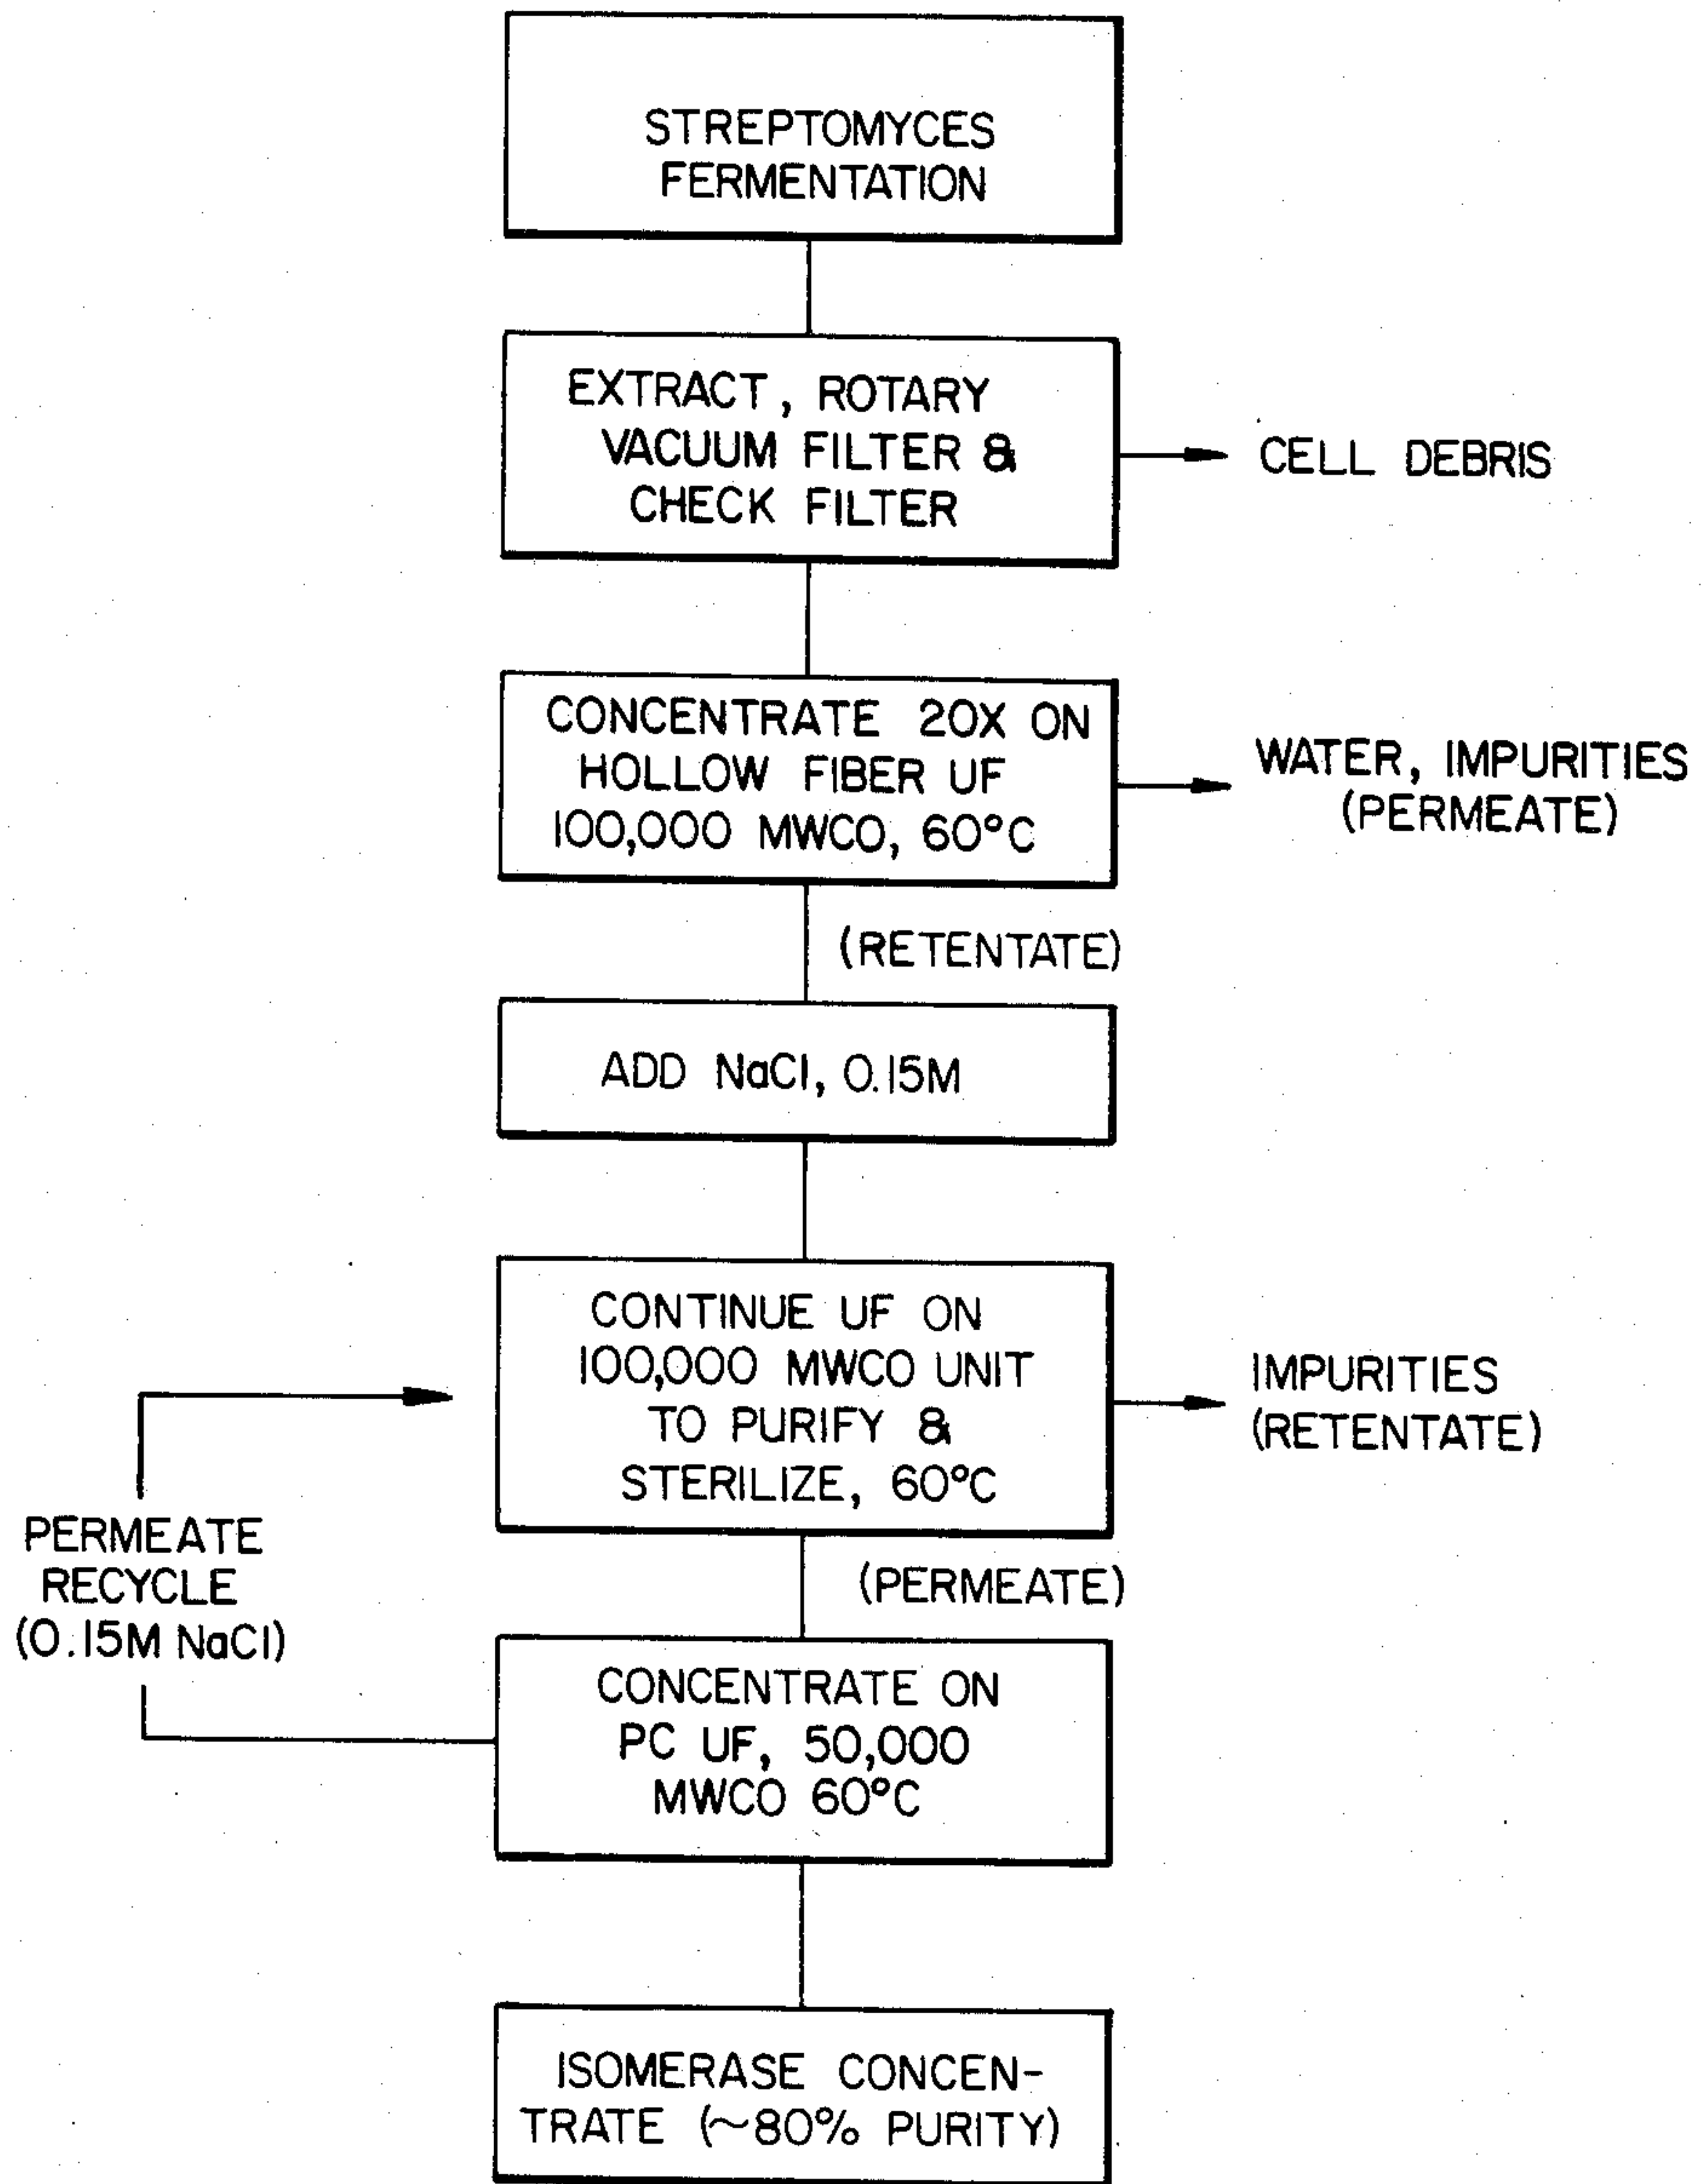 STREPTOMYCES
FERMENTATION
EXTRACT, ROTARY
VACUUM FILTER &
CHECK FILTER
CELL DEBRIS
CONCENTRATE 20X ON
HOLLOW FIBER UF
100,000 MWCO, 60°C
WATER, IMPURITIES
(PERMEATE)
(RETENTATE)
ADD NaCl, 0.15M
CONTINUE UF ON
100,000 MWCO UNIT
TO PURIFY &
STERILIZE, 60°C
IMPURITIES
(RETENTATE)
PERMEATE
RECYCLE
(0.15M NaCl)
(PERMEATE)
CONCENTRATE ON
PC UF, 50,000
MWCO 60°C
ISOMERASE CONCEN-
TRATE (~80% PURITY)